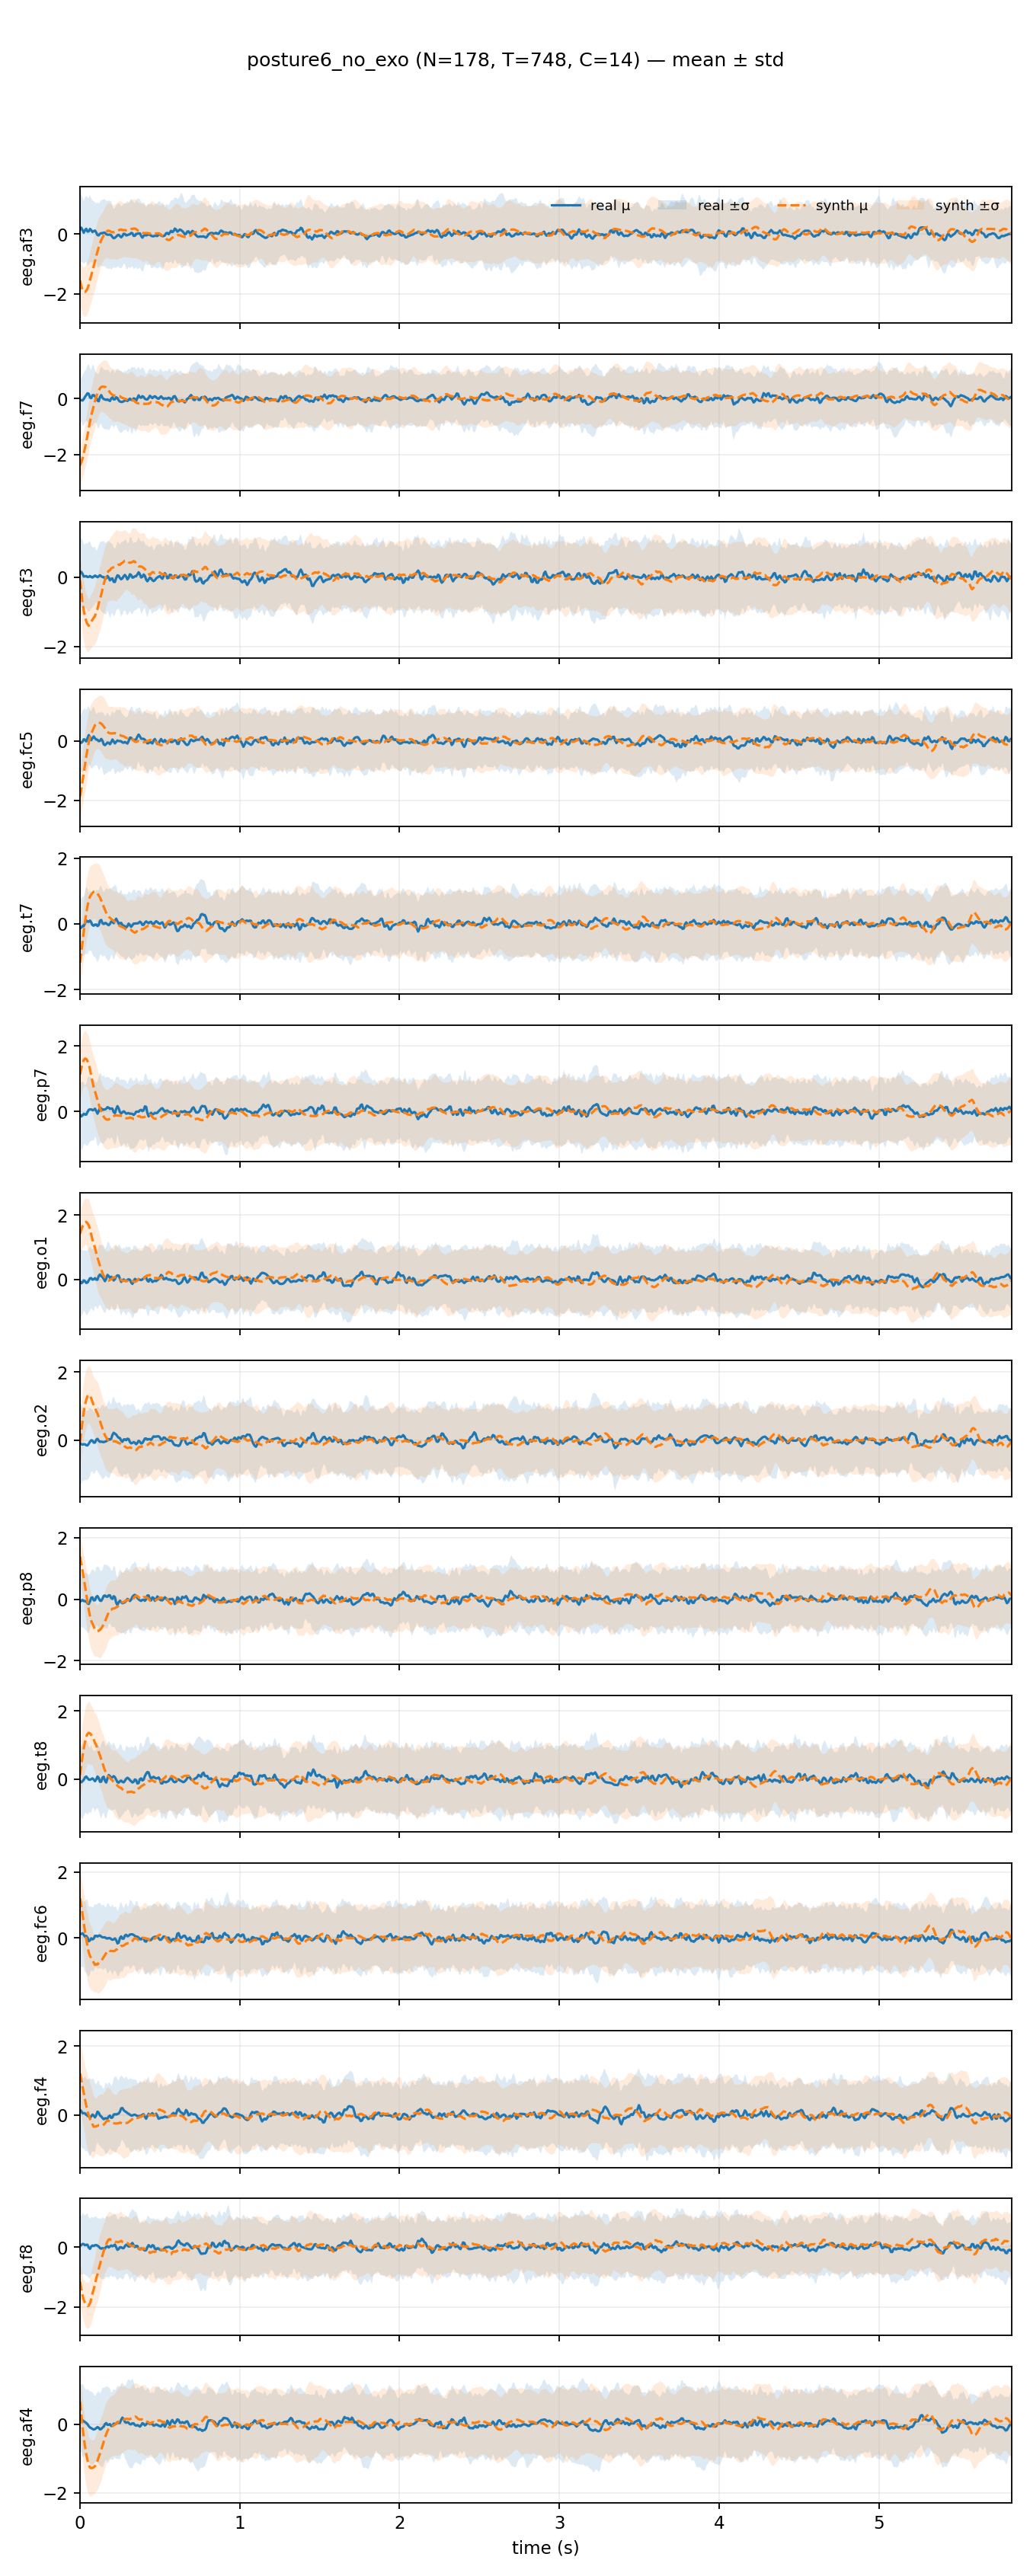 posture6_no_exo (N=178, T=748, C=14) — mean ± std
real μ real ±σ synth μ synth ±σ
0
−2
eeg.af3
0
−2
eeg.f7
0
−2
eeg.f3
0
−2
eeg.fc5
2
0
−2
eeg.t7
2
0
eeg.p7
2
0
eeg.o1
2
0
eeg.o2
2
0
−2
eeg.p8
2
0
eeg.t8
2
0
eeg.fc6
2
0
eeg.f4
0
−2
eeg.f8
0
−2
eeg.af4
0 1 2 3 4 5
time (s)